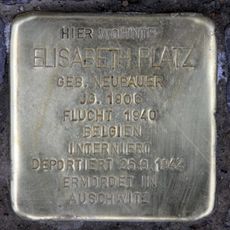 HIER WOHNTE
ELISABETH PLATZ
GEB. NEUBAUER
JG. 1906
FLUCHT 1940
BELGIEN
INTERNIERT
DEPORTIERT 26.9.1942
ERMORDET IN
AUSCHWITZ